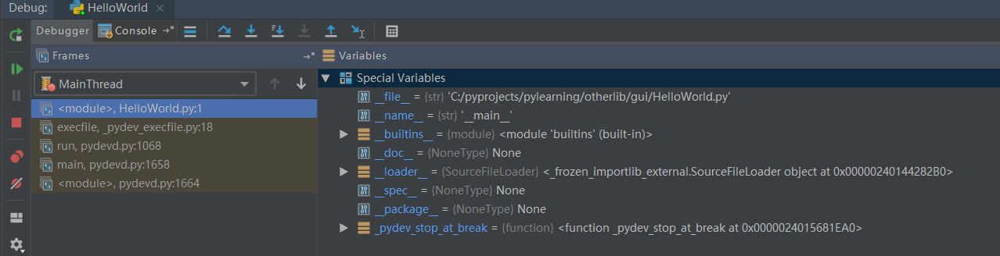 Debug: HelloWorld
Debugger Console
Frames
Variables
MainThread
<module>, HelloWorld.py:1
execfile, _pydev_execfile.py:18
run, pydevd.py:1068
main, pydevd.py:1658
<module>, pydevd.py:1664
Special Variables
__file__ = {str} 'C:/pyprojects/pylearning/otherlib/gui/HelloWorld.py'
__name__ = {str} '__main__'
__builtins__ = {module} <module 'builtins' (built-in)>
__doc__ = {NoneType} None
__loader__ = {SourceFileLoader} <_frozen_importlib_external.SourceFileLoader object at 0x00000240144282B0>
__spec__ = {NoneType} None
__package__ = {NoneType} None
_pydev_stop_at_break = {function} <function _pydev_stop_at_break at 0x0000024015681EA0>